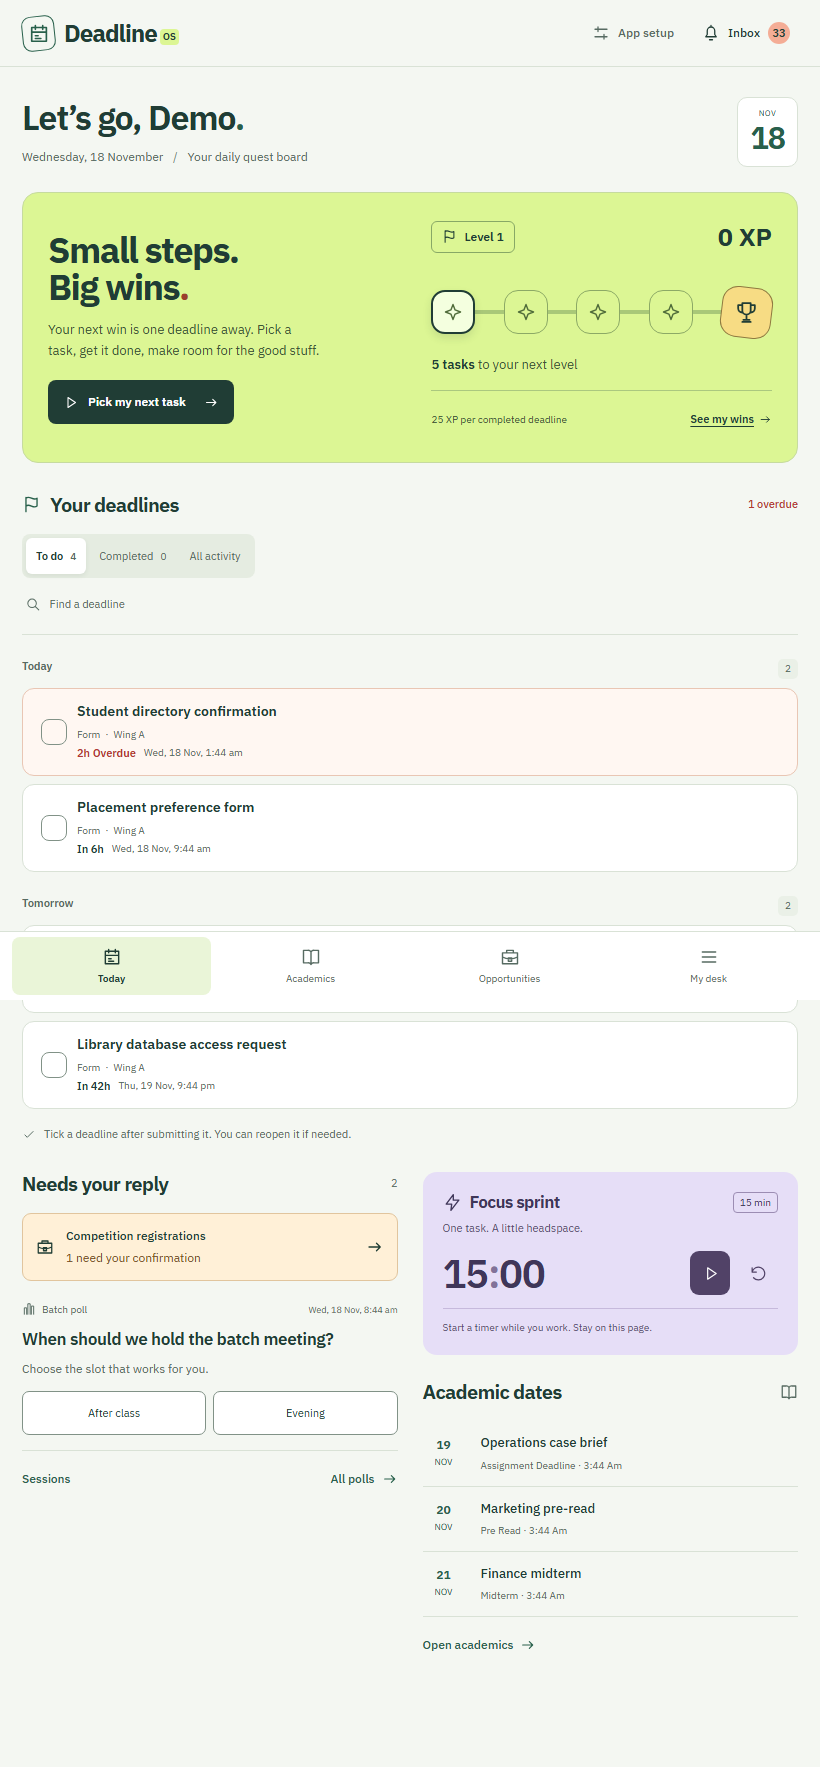 Deadline OS
App setup
Inbox 33
Let's go, Demo.
Wednesday, 18 November / Your daily quest board
NOV
18
Small steps.
Big wins.
Your next win is one deadline away. Pick a
task, get it done, make room for the good stuff.
Pick my next task
Level 1
0 XP
5 tasks to your next level
25 XP per completed deadline
See my wins
Your deadlines
1 overdue
To do 4
Completed 0
All activity
Find a deadline
Today
2
Student directory confirmation
Form · Wing A
2h Overdue Wed, 18 Nov, 1:44 am
Placement preference form
Form · Wing A
In 6h Wed, 18 Nov, 9:44 am
Tomorrow
2
Today
Academics
Opportunities
My desk
Library database access request
Form · Wing A
In 42h Thu, 19 Nov, 9:44 pm
Tick a deadline after submitting it. You can reopen it if needed.
Needs your reply
2
Competition registrations
1 need your confirmation
Batch poll
Wed, 18 Nov, 8:44 am
When should we hold the batch meeting?
Choose the slot that works for you.
After class
Evening
Sessions
All polls
Focus sprint
15 min
One task. A little headspace.
15:00
Start a timer while you work. Stay on this page.
Academic dates
19
NOV
Operations case brief
Assignment Deadline · 3:44 Am
20
NOV
Marketing pre-read
Pre Read · 3:44 Am
21
NOV
Finance midterm
Midterm · 3:44 Am
Open academics